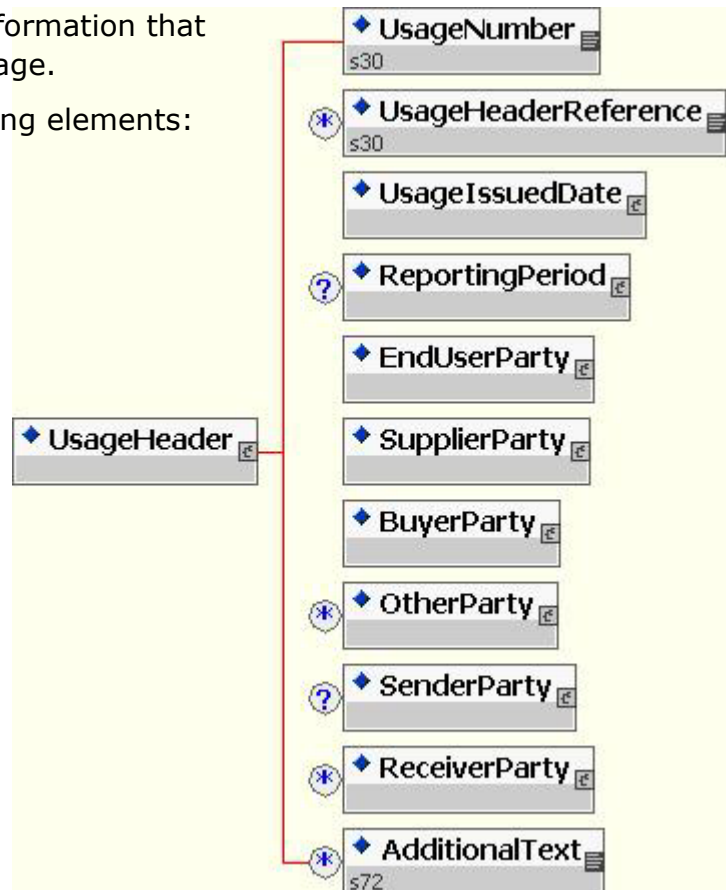 formation that
age.
ng elements:
UsageNumber
s30
* UsageHeaderReference
s30
UsageIssuedDate
? ReportingPeriod
EndUserParty
UsageHeader
SupplierParty
BuyerParty
* OtherParty
? SenderParty
* ReceiverParty
* AdditionalText
s72